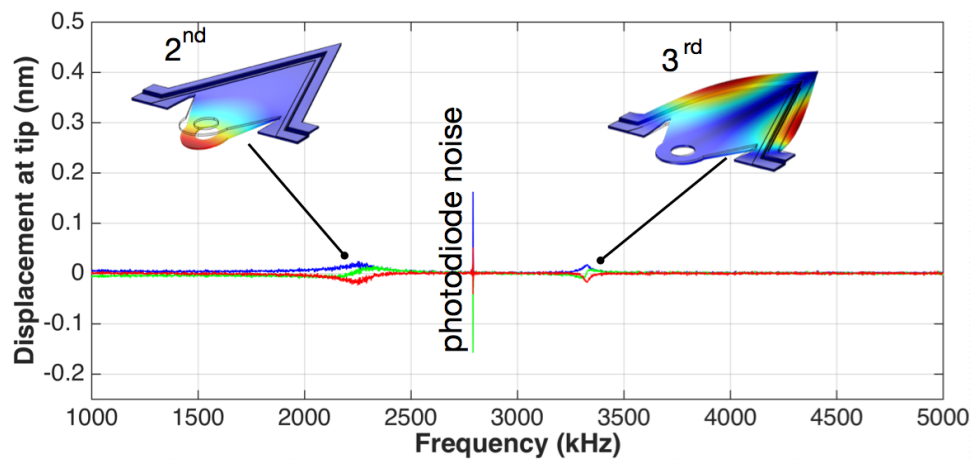 0.5
0.4
0.3
0.2
0.1
0
-0.1
-0.2
Displacement at tip (nm)
2nd
3rd
photodiode noise
1000 1500 2000 2500 3000 3500 4000 4500 5000
Frequency (kHz)